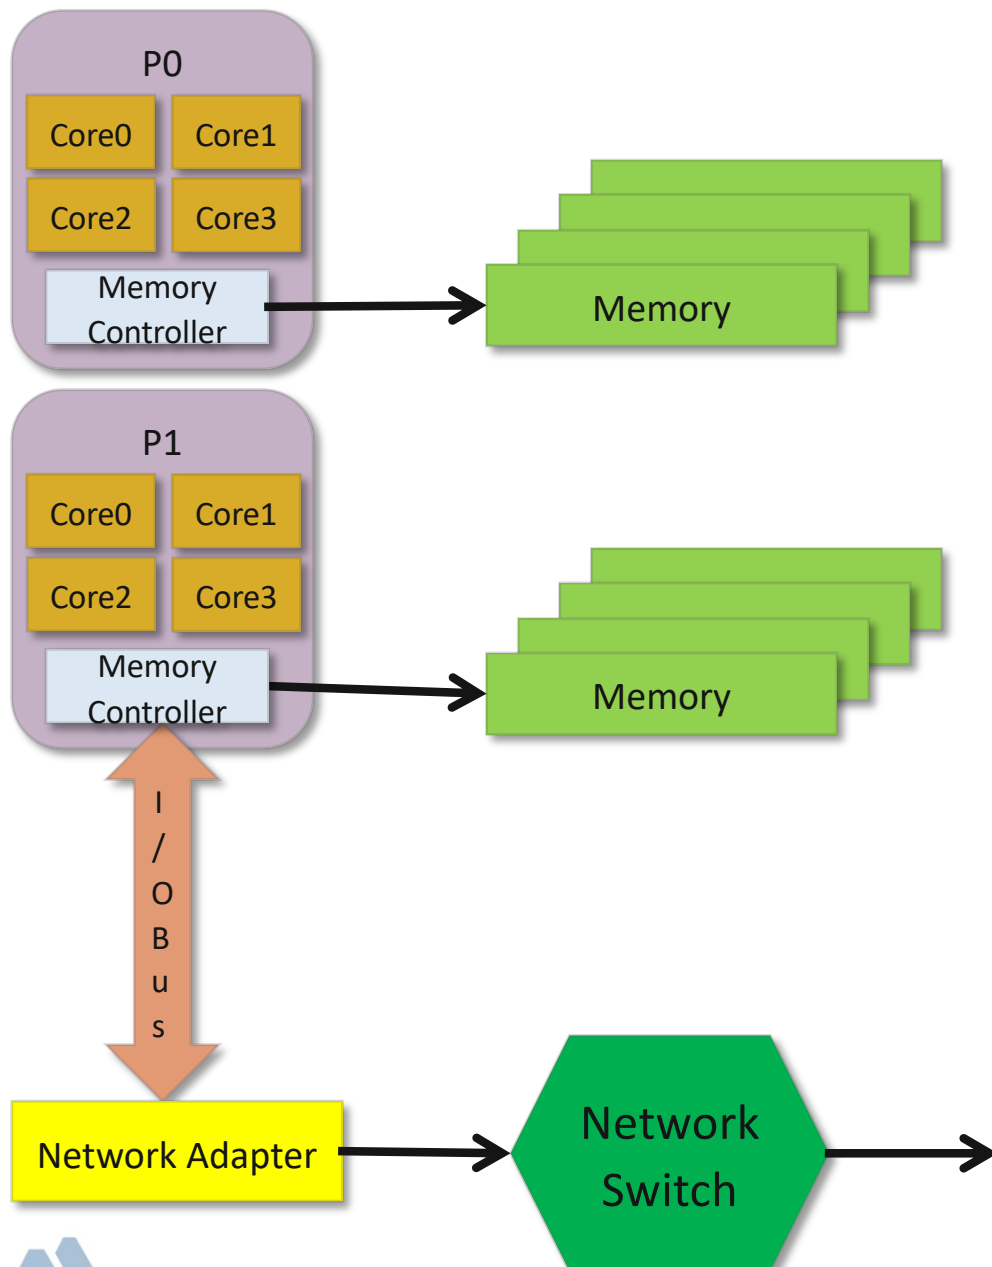 P0
Core0 Core1
Core2 Core3
Memory
Controller
Memory
P1
Core0 Core1
Core2 Core3
Memory
Controller
Memory
I
/
O
B
u
s
Network Adapter
Network
Switch